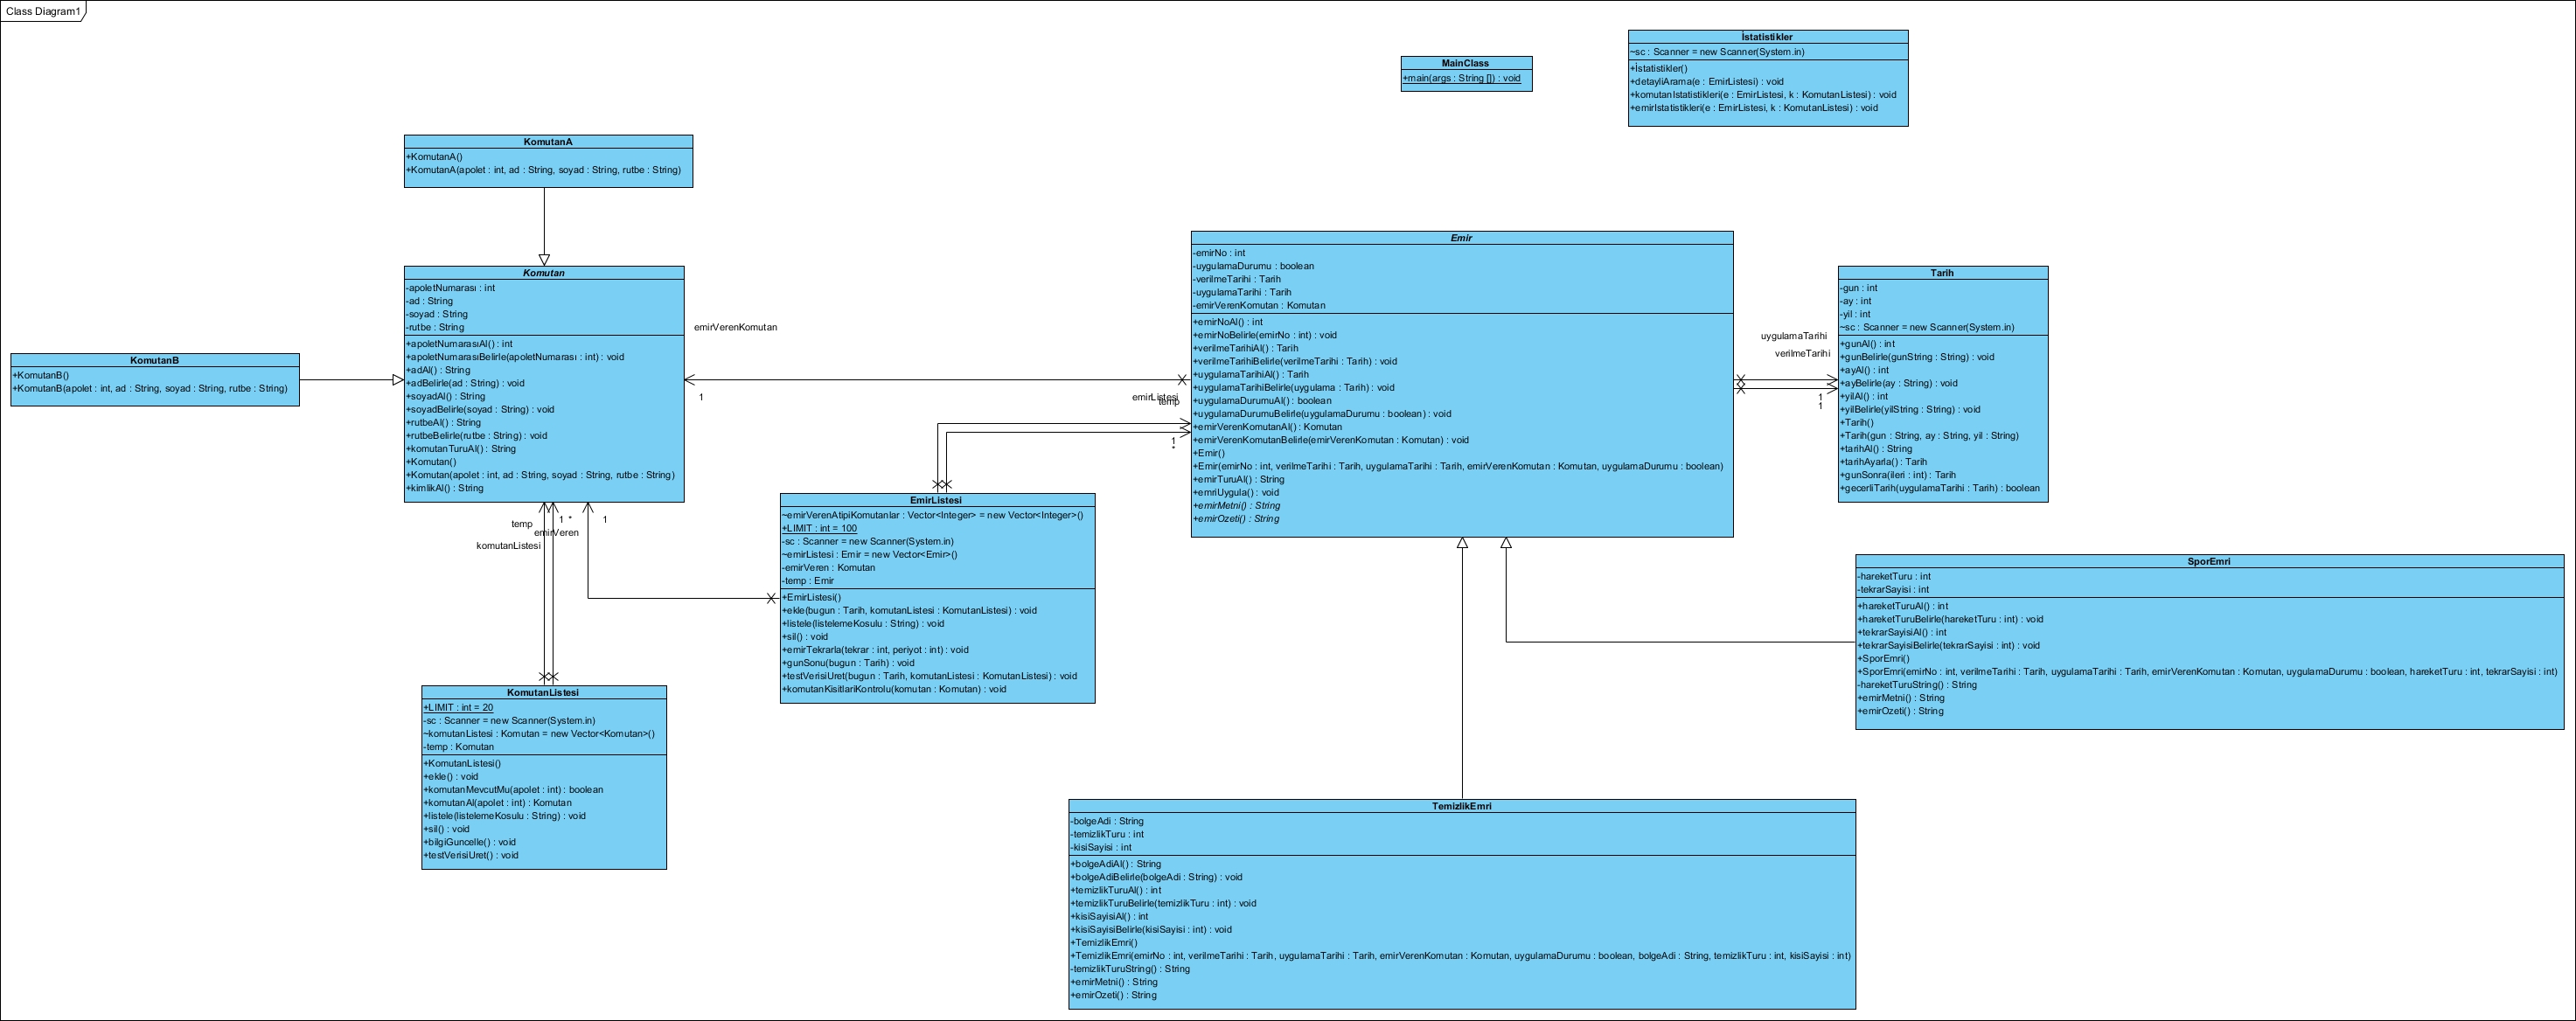 Class Diagram1
İstatistikler
~sc : Scanner = new Scanner(System.in)
+İstatistikler()
+detayliArama(e : EmirListesi) : void
+komutanIstatistikleri(e : EmirListesi, k : KomutanListesi) : void
+emirIstatistikleri(e : EmirListesi, k : KomutanListesi) : void
MainClass
+main(args : String []) : void
KomutanA
+KomutanA()
+KomutanA(apolet : int, ad : String, soyad : String, rutbe : String)
Komutan
-apoletNumarası : int
-ad : String
-soyad : String
-rutbe : String
+apoletNumarasıAl() : int
+apoletNumarasıBelirle(apoletNumarası : int) : void
+adAl() : String
+adBelirle(ad : String) : void
+soyadAl() : String
+soyadBelirle(soyad : String) : void
+rutbeAl() : String
+rutbeBelirle(rutbe : String) : void
+komutanTuruAl() : String
+Komutan()
+Komutan(apolet : int, ad : String, soyad : String, rutbe : String)
+kimlikAl() : String
KomutanB
+KomutanB()
+KomutanB(apolet : int, ad : String, soyad : String, rutbe : String)
emirVerenKomutan
1
Emir
-emirNo : int
-uygulamaDurumu : boolean
-verilmeTarihi : Tarih
-uygulamaTarihi : Tarih
-emirVerenKomutan : Komutan
+emirNoAl() : int
+emirNoBelirle(emirNo : int) : void
+verilmeTarihiAl() : Tarih
+verilmeTarihiBelirle(verilmeTarihi : Tarih) : void
+uygulamaTarihiAl() : Tarih
+uygulamaTarihiBelirle(uygulama : Tarih) : void
+uygulamaDurumuAl() : boolean
+uygulamaDurumuBelirle(uygulamaDurumu : boolean) : void
+emirVerenKomutanAl() : Komutan
+emirVerenKomutanBelirle(emirVerenKomutan : Komutan) : void
+Emir()
+Emir(emirNo : int, verilmeTarihi : Tarih, uygulamaTarihi : Tarih, emirVerenKomutan : Komutan, uygulamaDurumu : boolean)
+emirTuruAl() : String
+emriUygula() : void
+emirMetni() : String
+emirOzeti() : String
emirListesi
temp
1
*
uygulamaTarihi
verilmeTarihi
1
1
Tarih
-gun : int
-ay : int
-yil : int
~sc : Scanner = new Scanner(System.in)
+gunAl() : int
+gunBelirle(gunString : String) : void
+ayAl() : int
+ayBelirle(ay : String) : void
+yilAl() : int
+yilBelirle(yilString : String) : void
+Tarih()
+Tarih(gun : String, ay : String, yil : String)
+tarihAl() : String
+tarihAyarla() : Tarih
+gunSonra(ileri : int) : Tarih
+gecerliTarih(uygulamaTarihi : Tarih) : boolean
temp
1 *
1
emirVeren
komutanListesi
EmirListesi
~emirVerenAtipiKomutanlar : Vector<Integer> = new Vector<Integer>()
+LIMIT : int = 100
-sc : Scanner = new Scanner(System.in)
~emirListesi : Emir = new Vector<Emir>()
-emirVeren : Komutan
-temp : Emir
+EmirListesi()
+ekle(bugun : Tarih, komutanListesi : KomutanListesi) : void
+listele(listelemeKosulu : String) : void
+sil() : void
+emirTekrarla(tekrar : int, periyot : int) : void
+gunSonu(bugun : Tarih) : void
+testVerisiUret(bugun : Tarih, komutanListesi : KomutanListesi) : void
+komutanKisitlariKontrolu(komutan : Komutan) : void
SporEmri
-hareketTuru : int
-tekrarSayisi : int
+hareketTuruAl() : int
+hareketTuruBelirle(hareketTuru : int) : void
+tekrarSayisiAl() : int
+tekrarSayisiBelirle(tekrarSayisi : int) : void
+SporEmri()
+SporEmri(emirNo : int, verilmeTarihi : Tarih, uygulamaTarihi : Tarih, emirVerenKomutan : Komutan, uygulamaDurumu : boolean, hareketTuru : int, tekrarSayisi : int)
-hareketTuruString() : String
+emirMetni() : String
+emirOzeti() : String
KomutanListesi
+LIMIT : int = 20
-sc : Scanner = new Scanner(System.in)
~komutanListesi : Komutan = new Vector<Komutan>()
-temp : Komutan
+KomutanListesi()
+ekle() : void
+komutanMevcutMu(apolet : int) : boolean
+komutanAl(apolet : int) : Komutan
+listele(listelemeKosulu : String) : void
+sil() : void
+bilgiGuncelle() : void
+testVerisiUret() : void
TemizlikEmri
-bolgeAdi : String
-temizlikTuru : int
-kisiSayisi : int
+bolgeAdiAl() : String
+bolgeAdiBelirle(bolgeAdi : String) : void
+temizlikTuruAl() : int
+temizlikTuruBelirle(temizlikTuru : int) : void
+kisiSayisiAl() : int
+kisiSayisiBelirle(kisiSayisi : int) : void
+TemizlikEmri()
+TemizlikEmri(emirNo : int, verilmeTarihi : Tarih, uygulamaTarihi : Tarih, emirVerenKomutan : Komutan, uygulamaDurumu : boolean, bolgeAdi : String, temizlikTuru : int, kisiSayisi : int)
-temizlikTuruString() : String
+emirMetni() : String
+emirOzeti() : String